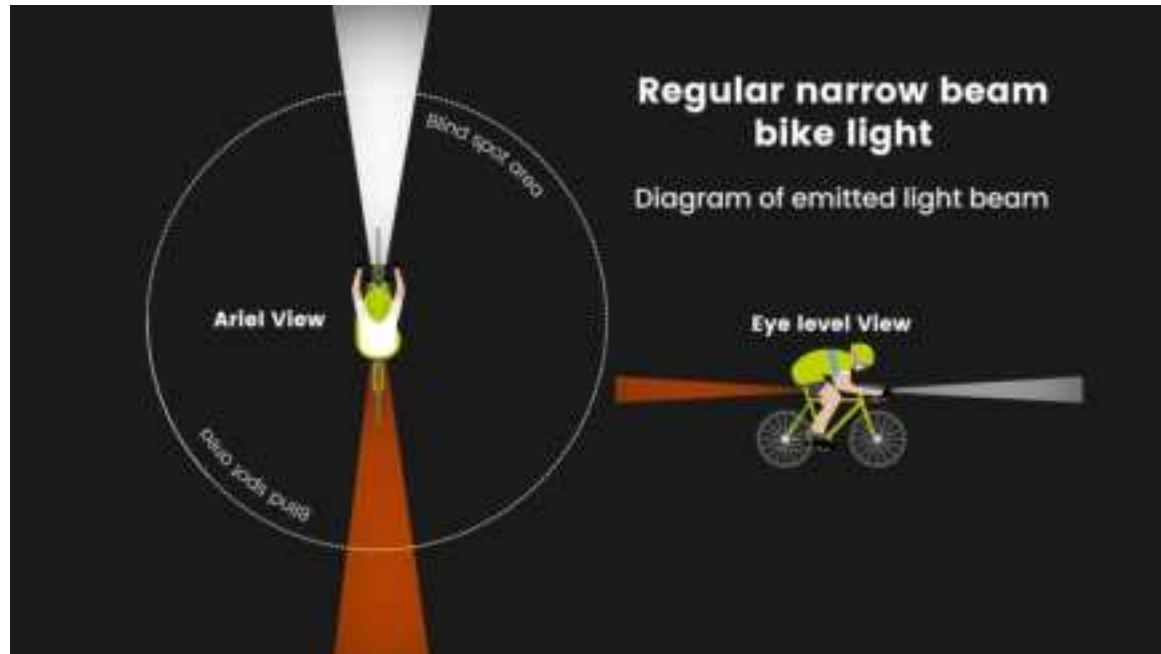 Regular narrow beam
bike light
Diagram of emitted light beam
Blind spot area
Ariel View
Eye level View
Blind spot area